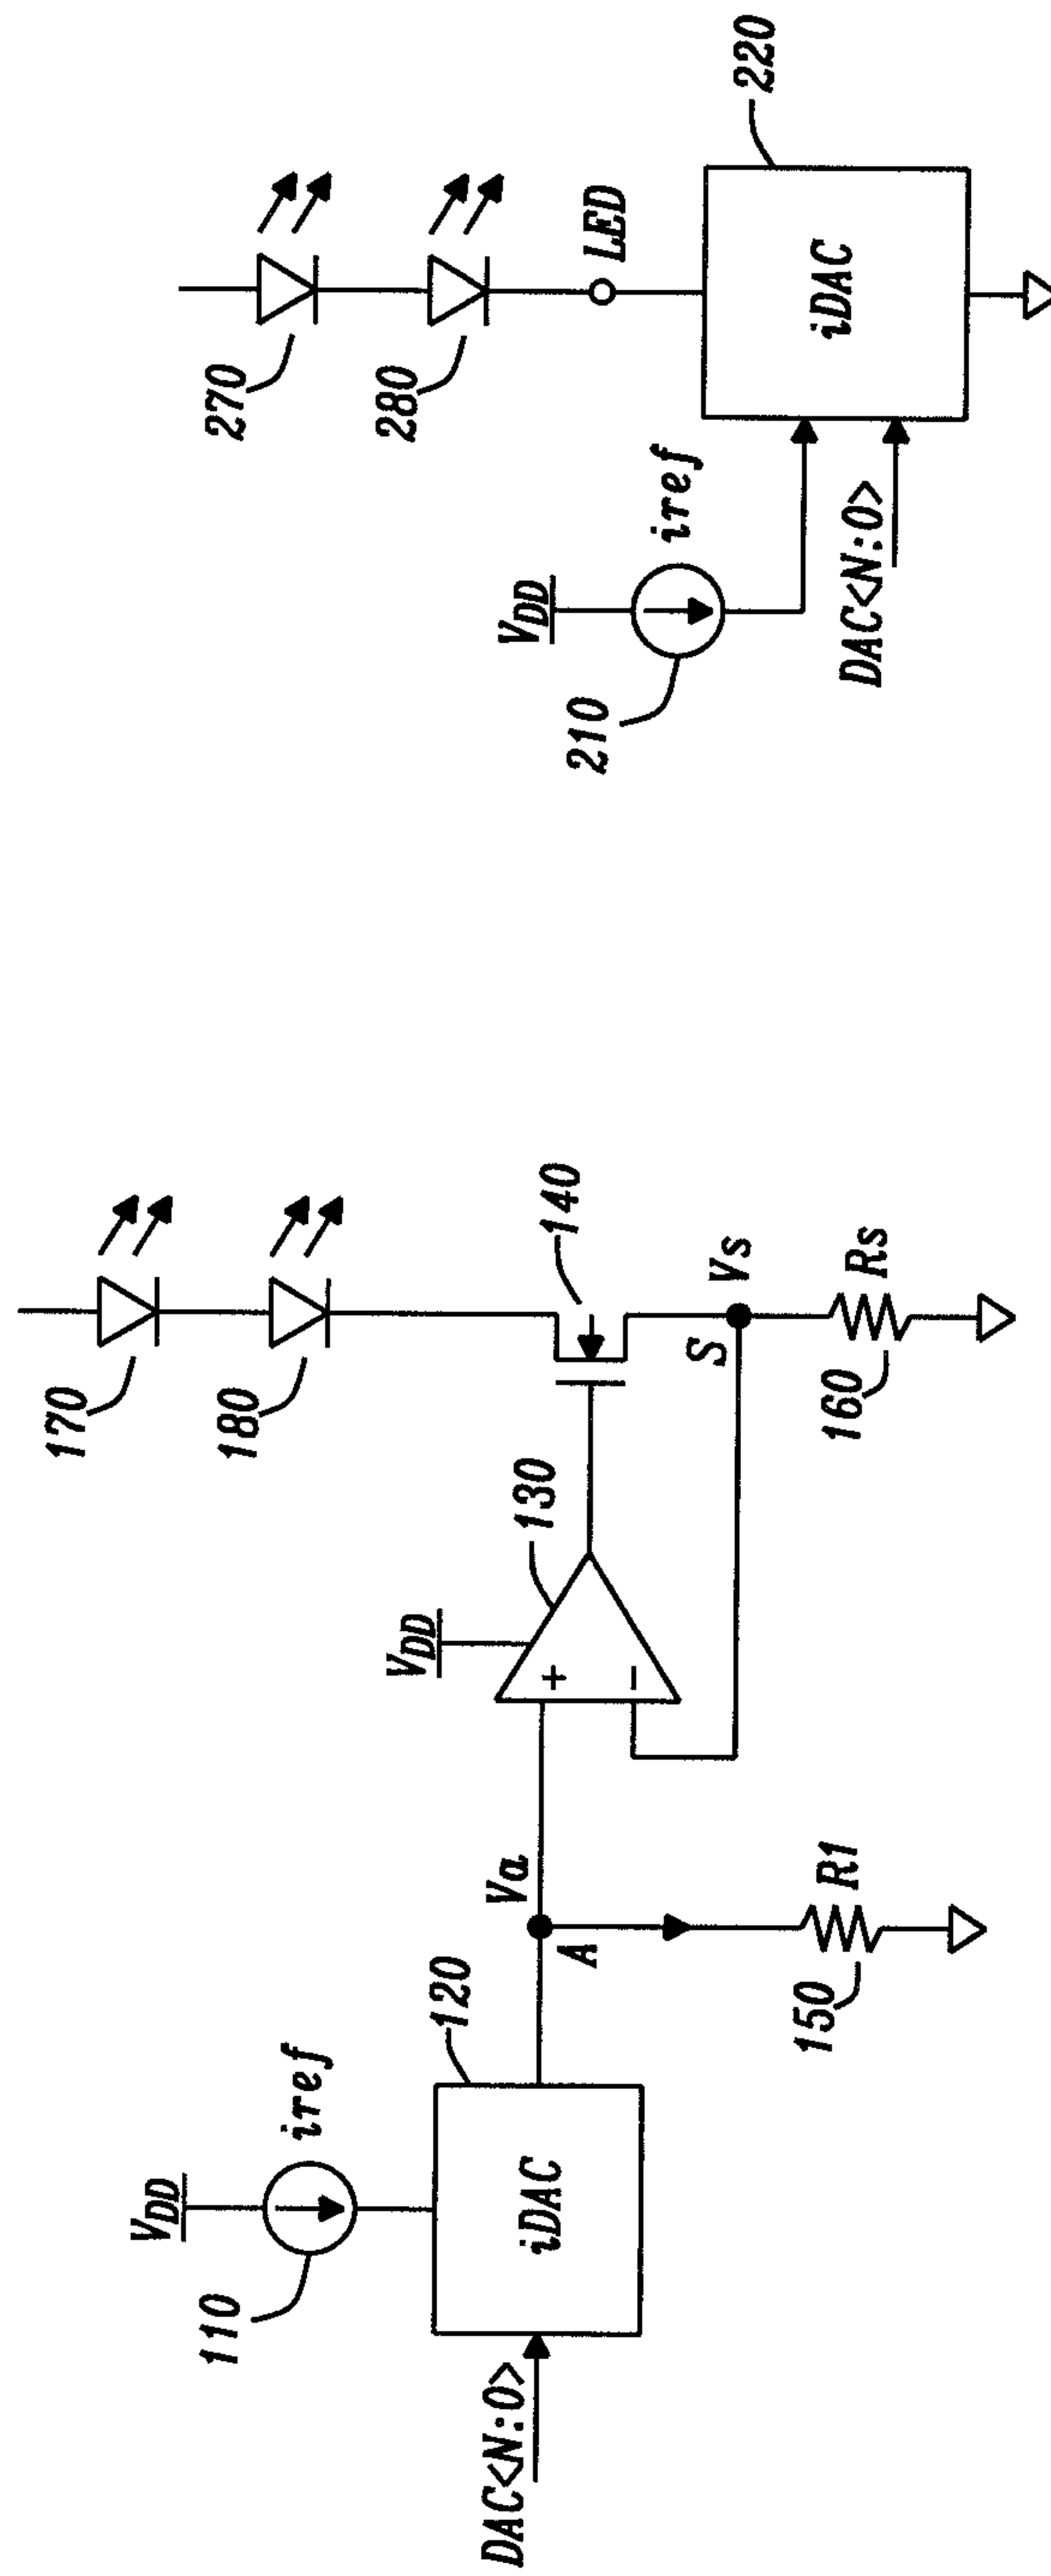 VDD
110
iref
DAC<N:0>
iDAC
120
Va
A
150
R1
VDD
130
+
−
170
180
140
S
Vs
160
Rs
VDD
210
iref
DAC<N:0>
270
280
LED
iDAC
220